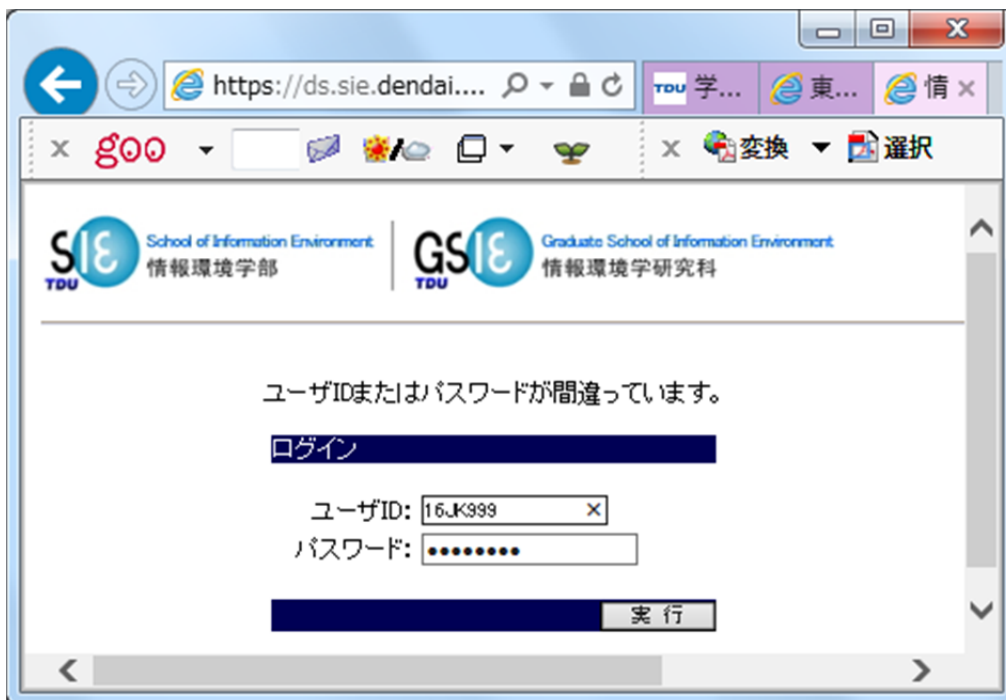 https://ds.sie.dendai....
TDU 学...
東...
情
goo
変換
選択
SIE TDU
School of Information Environment
情報環境学部
GSIE TDU
Graduate School of Information Environment
情報環境学研究科
ユーザIDまたはパスワードが間違っています。
ログイン
ユーザID: 16JK999
パスワード: ●●●●●●●●
実 行